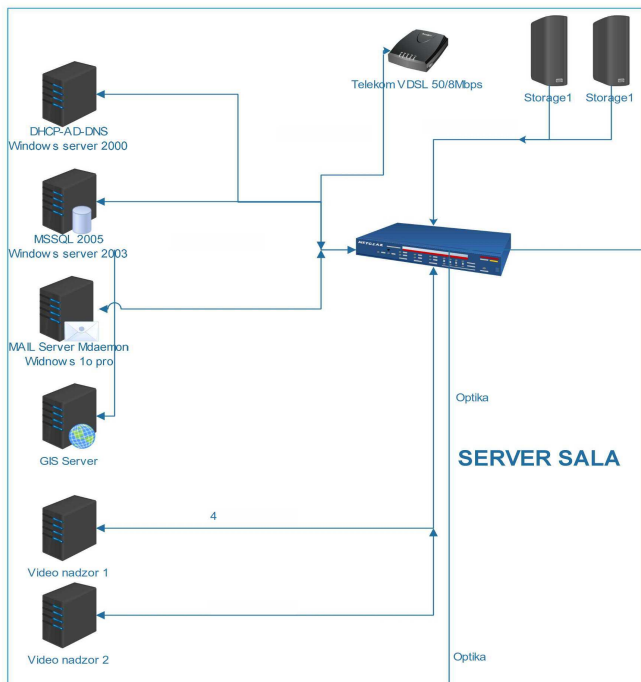 Telekom VDSL 50/8Mbps
Storage1
Storage1
DHCP-AD-DNS
Windows server 2000
MSSQL 2005
Windows server 2003
NETGEAR
MAIL Server Mdaemon
Widnows 1o pro
Optika
GIS Server
SERVER SALA
4
Video nadzor 1
Video nadzor 2
Optika